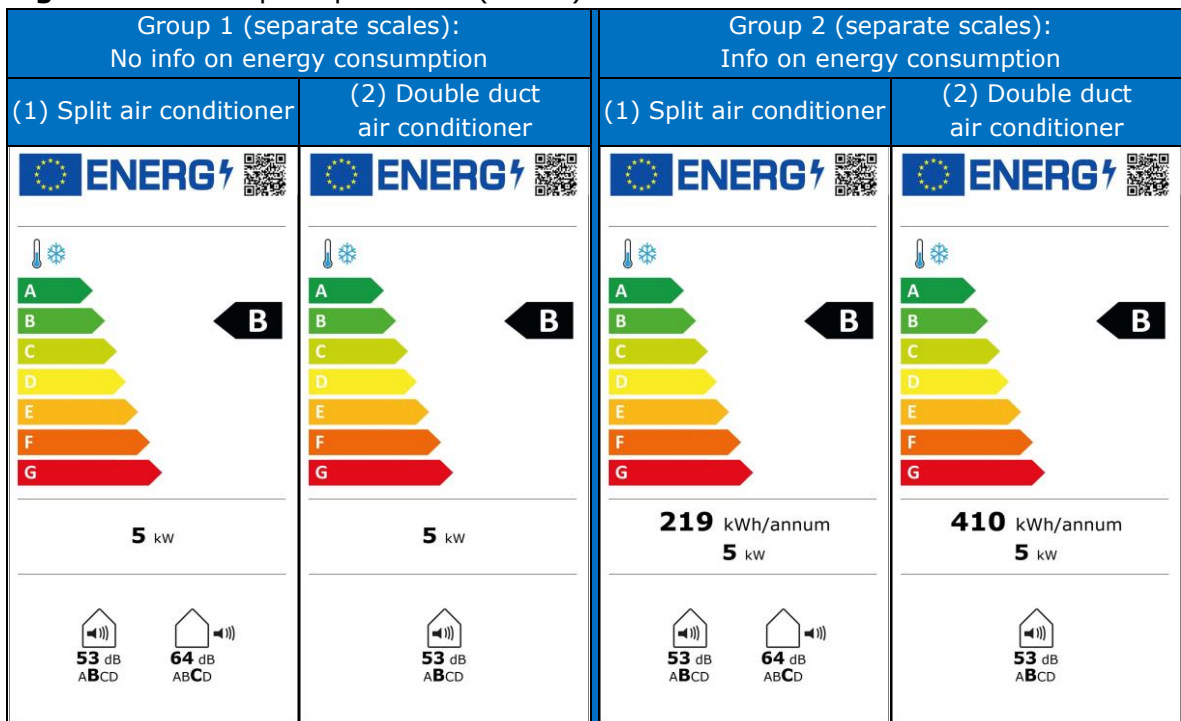 Group 1 (separate scales):
No info on energy consumption
Group 2 (separate scales):
Info on energy consumption
(1) Split air conditioner
(2) Double duct
air conditioner
(1) Split air conditioner
(2) Double duct
air conditioner
ENERG
A
B
C
D
E
F
G
B
5 kW
53 dB
ABCD
64 dB
ABCD
ENERG
A
B
C
D
E
F
G
B
5 kW
53 dB
ABCD
ENERG
A
B
C
D
E
F
G
B
219 kWh/annum
5 kW
53 dB
ABCD
64 dB
ABCD
ENERG
A
B
C
D
E
F
G
B
410 kWh/annum
5 kW
53 dB
ABCD